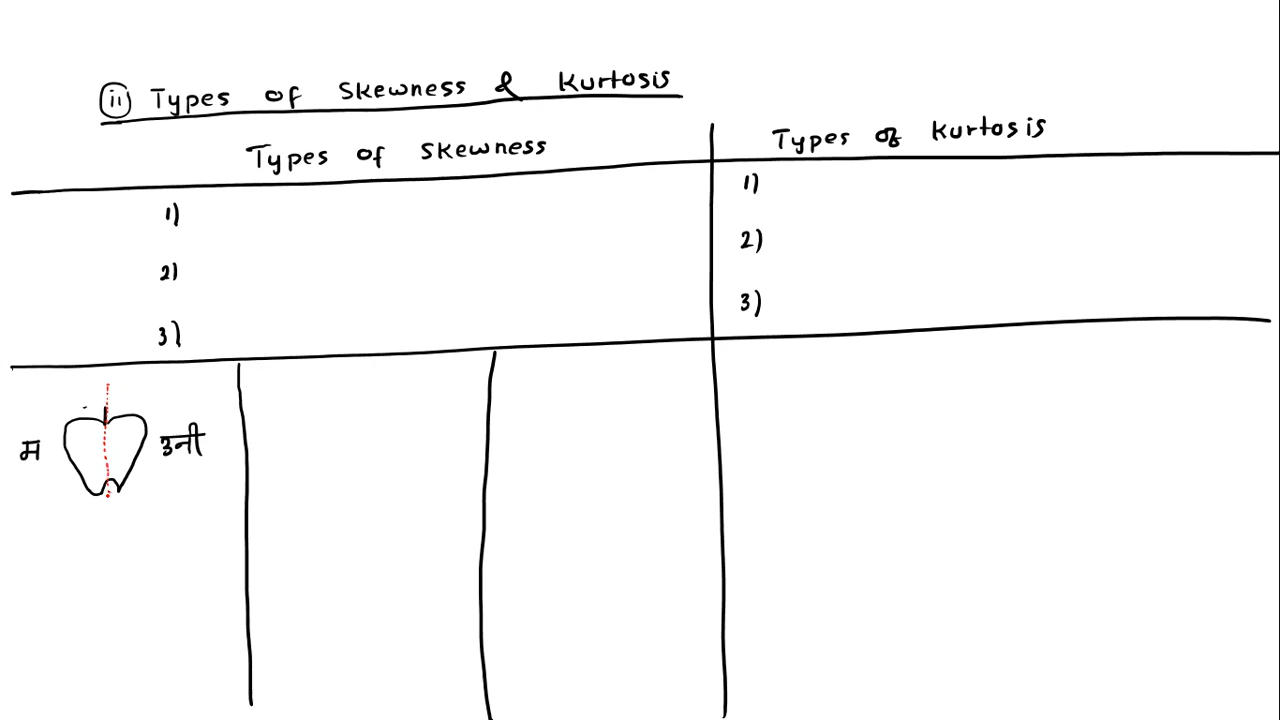 ii) Types of Skewness & Kurtosis
Types of Skewness
1)
2)
3)
Types of Kurtosis
1)
2)
3)
म उनी